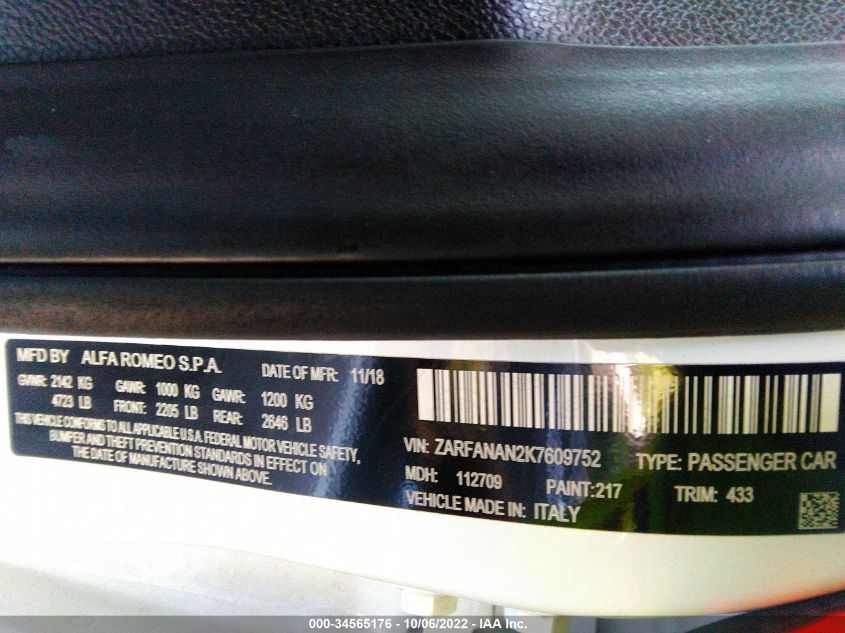 MFD BY ALFA ROMEO S.P.A. DATE OF MFR: 11/18
GVWR: 2142 KG GAWR: 1000 KG GAWR: 1200 KG
4723 LB FRONT: 2205 LB REAR: 2646 LB
THIS VEHICLE CONFORMS TO ALL APPLICABLE U.S.A. FEDERAL MOTOR VEHICLE SAFETY,
BUMPER AND THEFT PREVENTION STANDARDS IN EFFECT ON
THE DATE OF MANUFACTURE SHOWN ABOVE.
VIN: ZARFANAN2K7609752 TYPE: PASSENGER CAR
MDH: 112709 PAINT:217 TRIM: 433
VEHICLE MADE IN: ITALY
000-34565176 - 10/06/2022 - IAA Inc.